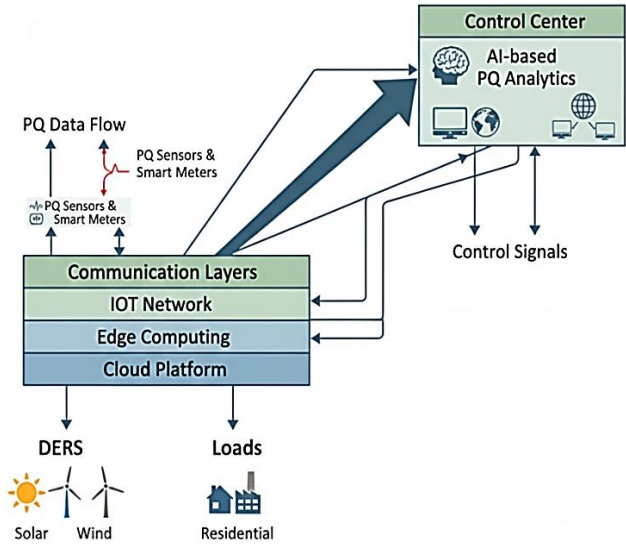 Control Center
AI-based
PQ Analytics
PQ Data Flow
PQ Sensors &
Smart Meters
PQ Sensors &
Smart Meters
Control Signals
Communication Layers
IOT Network
Edge Computing
Cloud Platform
DERS
Loads
Solar
Wind
Residential